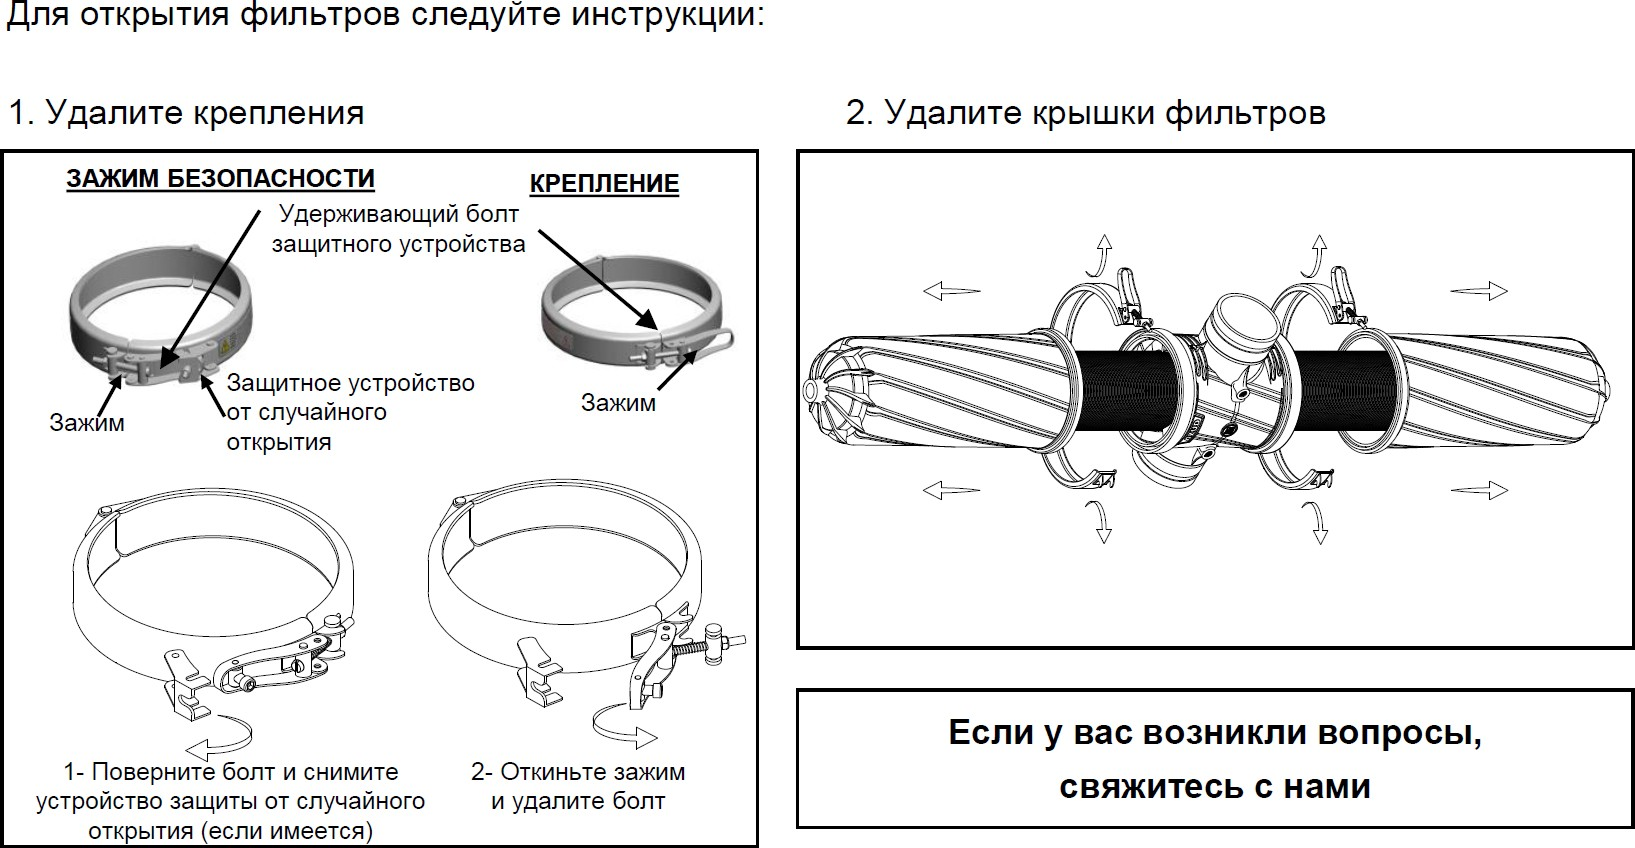 Для открытия фильтров следуйте инструкции:
1. Удалите крепления
ЗАЖИМ БЕЗОПАСНОСТИ
КРЕПЛЕНИЕ
Удерживающий болт
защитного устройства
Зажим
Защитное устройство
от случайного
открытия
Зажим
1- Поверните болт и снимите
устройство защиты от случайного
открытия (если имеется)
2- Откиньте зажим
и удалите болт
2. Удалите крышки фильтров
Если у вас возникли вопросы,
свяжитесь с нами